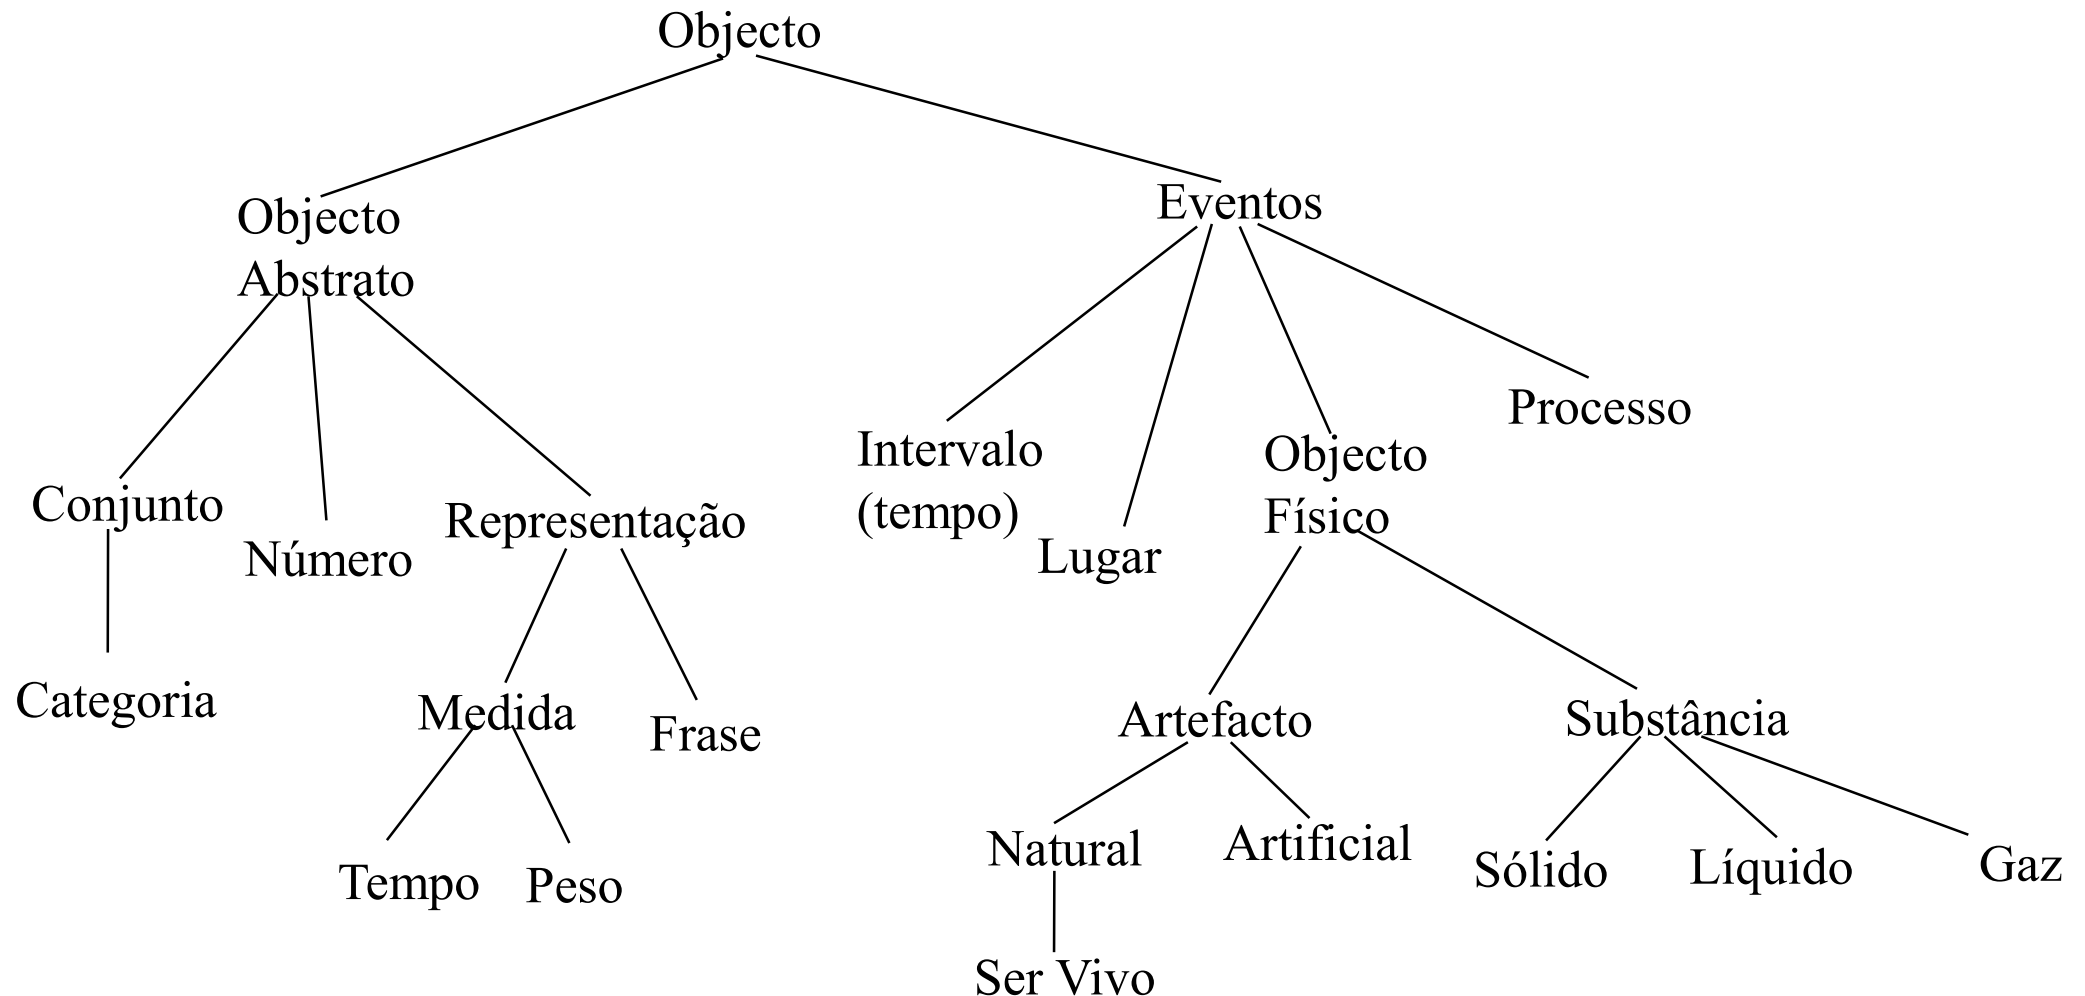 Objecto
Objecto
Abstrato
Eventos
Conjunto
Número
Representação
Intervalo
(tempo)
Lugar
Objecto
Físico
Processo
Categoria
Medida
Frase
Artefacto
Substância
Tempo
Peso
Natural
Artificial
Sólido
Líquido
Gaz
Ser Vivo